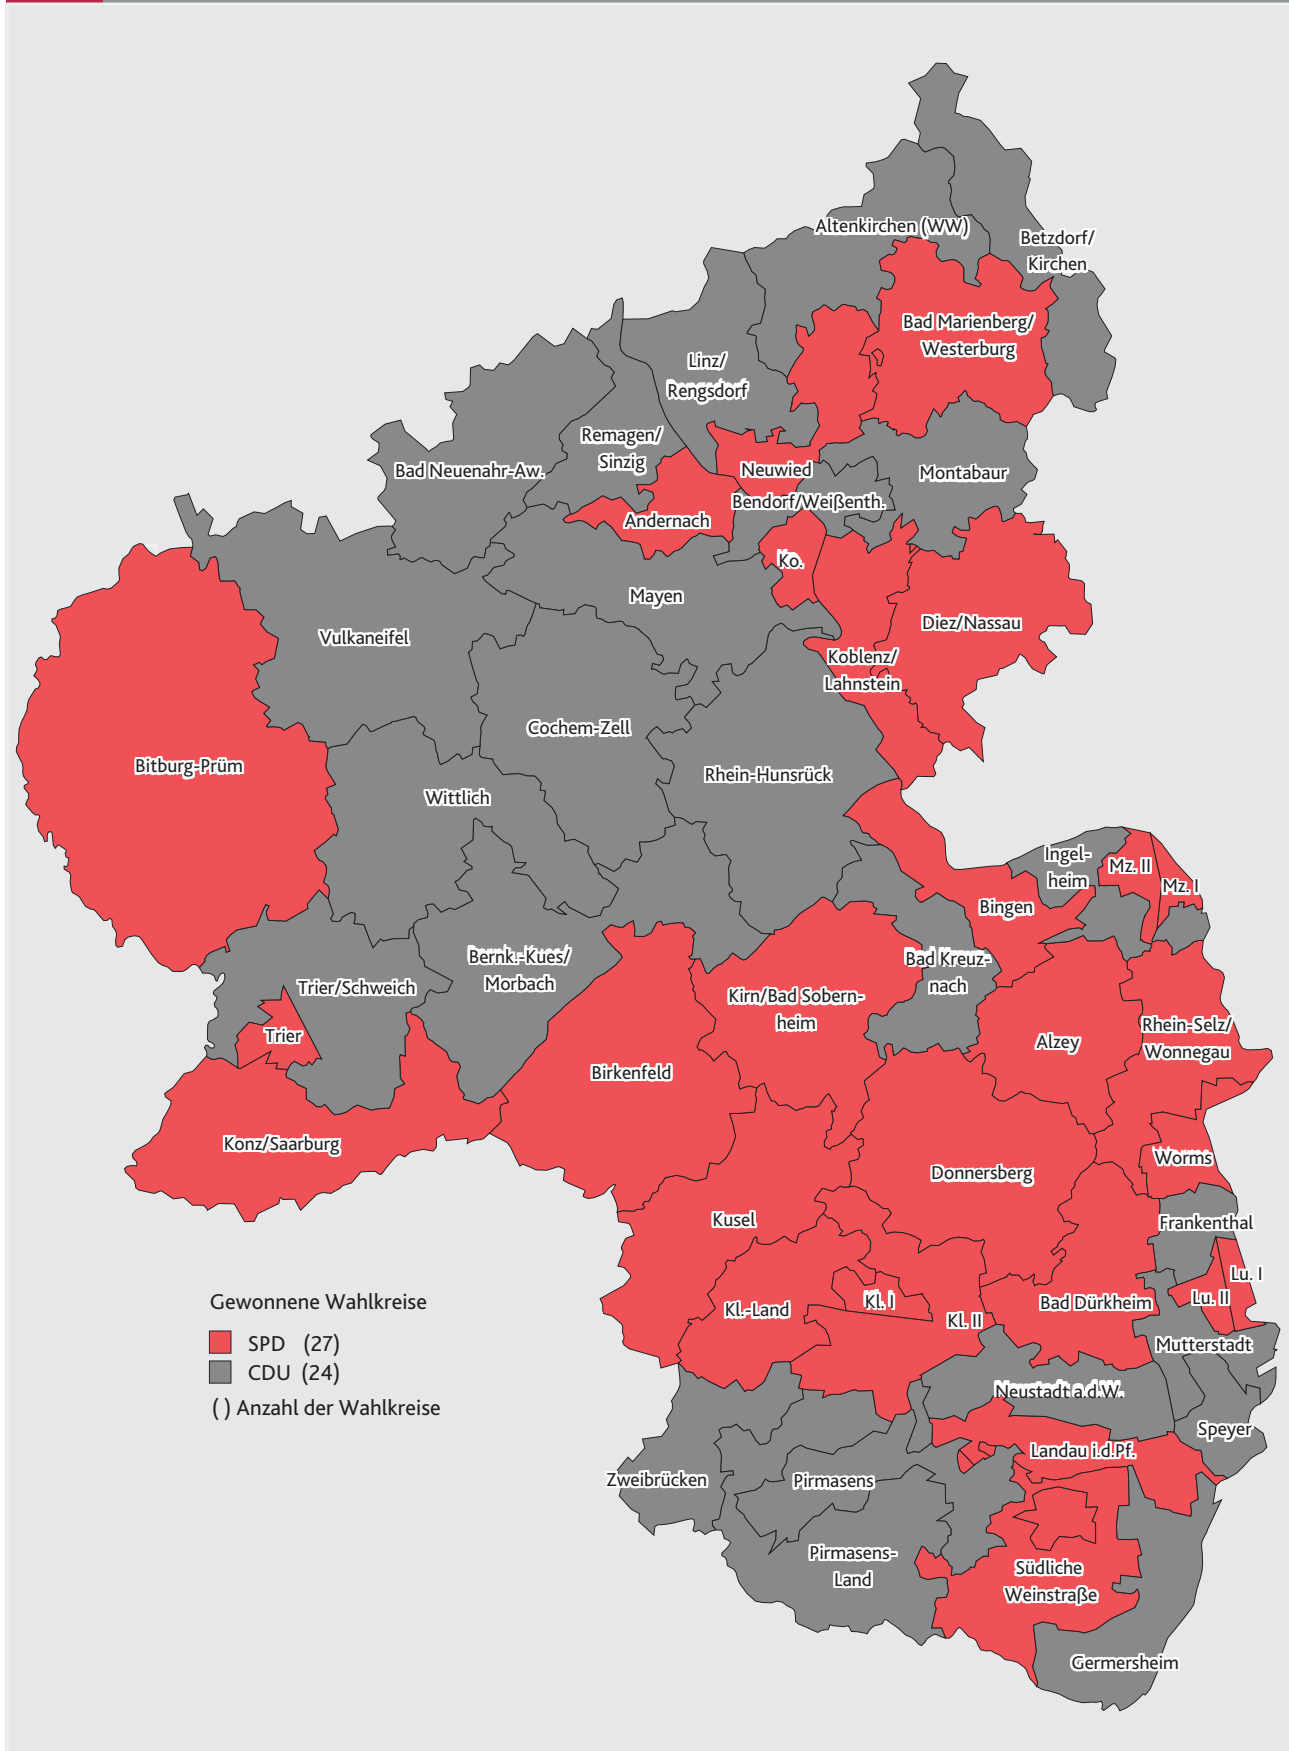 Altenkirchen (WW)
Betzdorf/
Kirchen
Bad Marienberg/
Westerburg
Linz/
Rengsdorf
Remagen/
Sinzig
Bad Neuenahr-Aw.
Neuwied
Montabaur
Bendorf/Weißenth.
Andernach
Ko.
Mayen
Diez/Nassau
Vulkaneifel
Koblenz/
Lahnstein
Cochem-Zell
Bitburg-Prüm
Rhein-Hunsrück
Wittlich
Ingel-
heim
Mz. II
Mz. I
Bingen
Bernk.-Kues/
Morbach
Bad Kreuz-
nach
Trier/Schweich
Kirn/Bad Sobern-
heim
Trier
Alzey
Rhein-Selz/
Wonnegau
Birkenfeld
Konz/Saarburg
Worms
Donnersberg
Kusel
Frankenthal
Lu. I
Lu. II
Kl.-Land
Kl. I
Kl. II
Bad Dürkheim
Mutterstadt
Neustadt a.d.W.
Speyer
Landau i.d.Pf.
Zweibrücken
Pirmasens
Pirmasens-
Land
Südliche
Weinstraße
Germersheim
Gewonnene Wahlkreise
SPD (27)
CDU (24)
( ) Anzahl der Wahlkreise